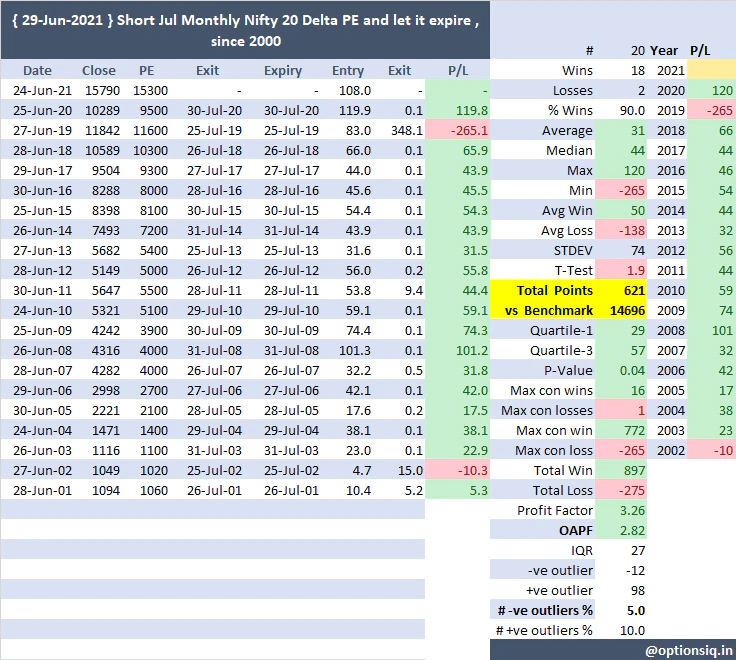 { 29-Jun-2021 } Short Jul Monthly Nifty 20 Delta PE and let it expire ,
since 2000
Date Close PE Exit Expiry Entry Exit P/L
24-Jun-21 15790 15300 - - 108.0 - -
25-Jun-20 10289 9500 30-Jul-20 30-Jul-20 119.9 0.1 119.8
27-Jun-19 11842 11600 25-Jul-19 25-Jul-19 83.0 348.1 -265.1
28-Jun-18 10589 10300 26-Jul-18 26-Jul-18 66.0 0.1 65.9
29-Jun-17 9504 9300 27-Jul-17 27-Jul-17 44.0 0.1 43.9
30-Jun-16 8288 8000 28-Jul-16 28-Jul-16 45.6 0.1 45.5
25-Jun-15 8398 8100 30-Jul-15 30-Jul-15 54.4 0.1 54.3
26-Jun-14 7493 7200 31-Jul-14 31-Jul-14 43.9 0.1 43.9
27-Jun-13 5682 5400 25-Jul-13 25-Jul-13 31.6 0.1 31.5
28-Jun-12 5149 5000 26-Jul-12 26-Jul-12 56.0 0.2 55.8
30-Jun-11 5647 5500 28-Jul-11 28-Jul-11 53.8 9.4 44.4
24-Jun-10 5321 5100 29-Jul-10 29-Jul-10 59.1 0.1 59.1
25-Jun-09 4242 3900 30-Jul-09 30-Jul-09 74.4 0.1 74.3
26-Jun-08 4316 4000 31-Jul-08 31-Jul-08 101.3 0.1 101.2
28-Jun-07 4282 4000 26-Jul-07 26-Jul-07 32.2 0.5 31.8
29-Jun-06 2998 2700 27-Jul-06 27-Jul-06 42.1 0.1 42.0
30-Jun-05 2221 2100 28-Jul-05 28-Jul-05 17.6 0.2 17.5
24-Jun-04 1471 1400 29-Jul-04 29-Jul-04 38.1 0.1 38.1
26-Jun-03 1116 1100 31-Jul-03 31-Jul-03 23.0 0.1 22.9
27-Jun-02 1049 1020 25-Jul-02 25-Jul-02 4.7 15.0 -10.3
28-Jun-01 1094 1060 26-Jul-01 26-Jul-01 10.4 5.2 5.3
# 20 Year P/L
Wins 18 2021
Losses 2 2020 120
% Wins 90.0 2019 -265
Average 31 2018 66
Median 44 2017 44
Max 120 2016 46
Min -265 2015 54
Avg Win 50 2014 44
Avg Loss -138 2013 32
STDEV 74 2012 56
T-Test 1.9 2011 44
Total Points 621 2010 59
vs Benchmark 14696 2009 74
Quartile-1 29 2008 101
Quartile-3 57 2007 32
P-Value 0.04 2006 42
Max con wins 16 2005 17
Max con losses 1 2004 38
Max con win 772 2003 23
Max con loss -265 2002 -10
Total Win 897
Total Loss -275
Profit Factor 3.26
OAPF 2.82
IQR 27
-ve outlier -12
+ve outlier 98
# -ve outliers % 5.0
# +ve outliers % 10.0
@optionsiq.in